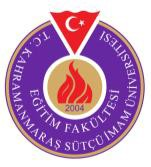 T.C. KAHRAMANMARAŞ SÜTÇÜ İMAM ÜNİVERSİTESİ
EĞİTİM FAKÜLTESİ
2004